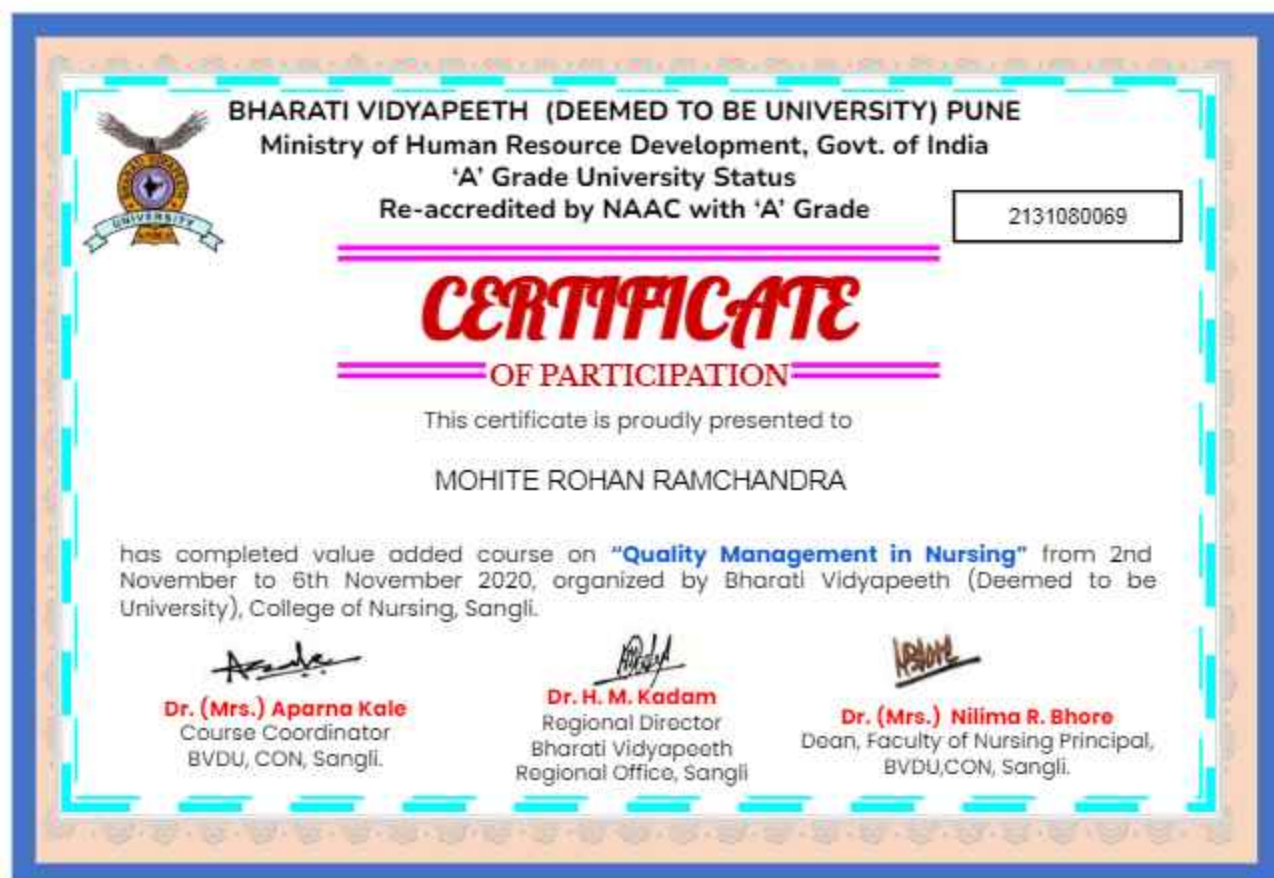 BHARATI VIDYAPEETH (DEEMED TO BE UNIVERSITY) PUNE
Ministry of Human Resource Development, Govt. of India
‘A’ Grade University Status
Re-accredited by NAAC with ‘A’ Grade
2131080069
BHARATI VIDYAPEETH
UNIVERSITY
CERTIFICATE
OF PARTICIPATION
This certificate is proudly presented to
MOHITE ROHAN RAMCHANDRA
has completed value added course on “Quality Management in Nursing” from 2nd
November to 6th November 2020, organized by Bharati Vidyapeeth (Deemed to be
University), College of Nursing, Sangli.
Dr. (Mrs.) Aparna Kale
Course Coordinator
BVDU, CON, Sangli.
Dr. H. M. Kadam
Regional Director
Bharati Vidyapeeth
Regional Office, Sangli
Dr. (Mrs.) Nilima R. Bhore
Dean, Faculty of Nursing Principal,
BVDU,CON, Sangli.